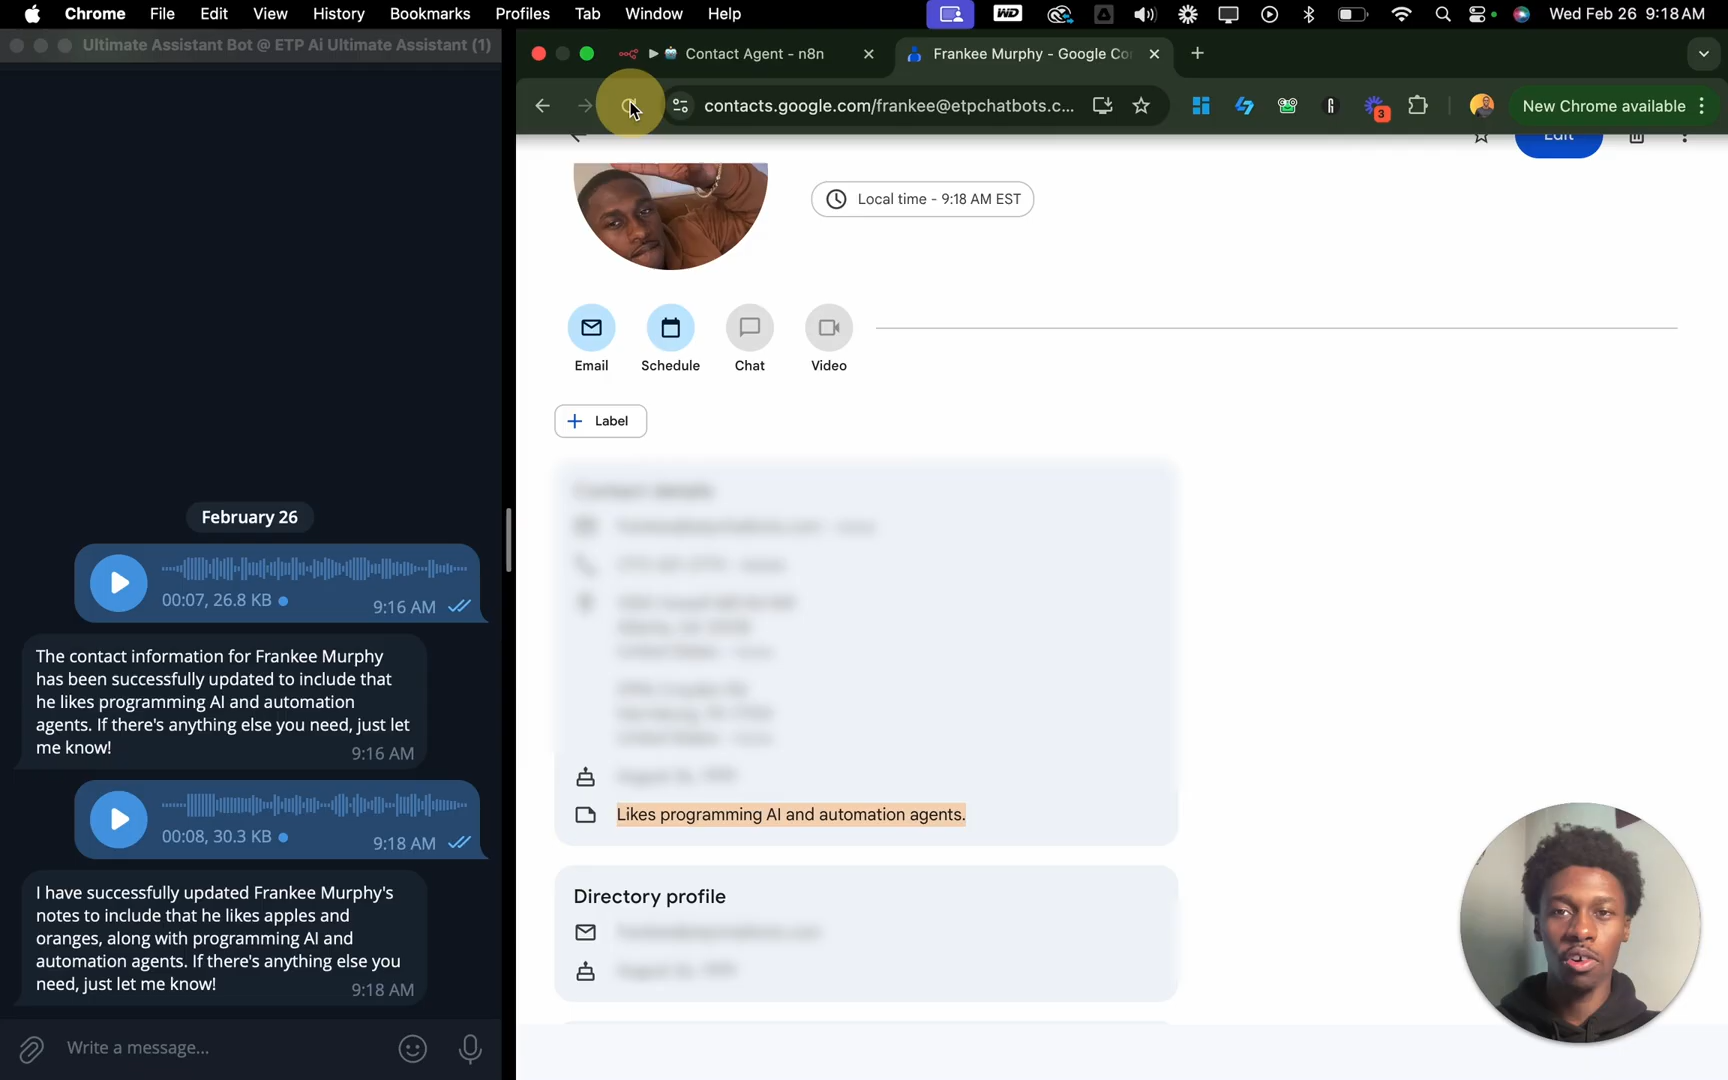 Chrome File Edit View History Bookmarks Profiles Tab Window Help
WD
Wed Feb 26 9:18 AM
Ultimate Assistant Bot @ ETP Ai Ultimate Assistant (1)
February 26
00:07, 26.8 KB
9:16 AM
The contact information for Frankee Murphy
has been successfully updated to include that
he likes programming AI and automation
agents. If there's anything else you need, just let
me know!
9:16 AM
00:08, 30.3 KB
9:18 AM
I have successfully updated Frankee Murphy's
notes to include that he likes apples and
oranges, along with programming AI and
automation agents. If there's anything else you
need, just let me know!
9:18 AM
Write a message...
Contact Agent - n8n
Frankee Murphy - Google Co
contacts.google.com/frankee@etpchatbots.c...
3
New Chrome available
Edit
Local time - 9:18 AM EST
Email
Schedule
Chat
Video
Label
Contact details
Likes programming AI and automation agents.
Directory profile